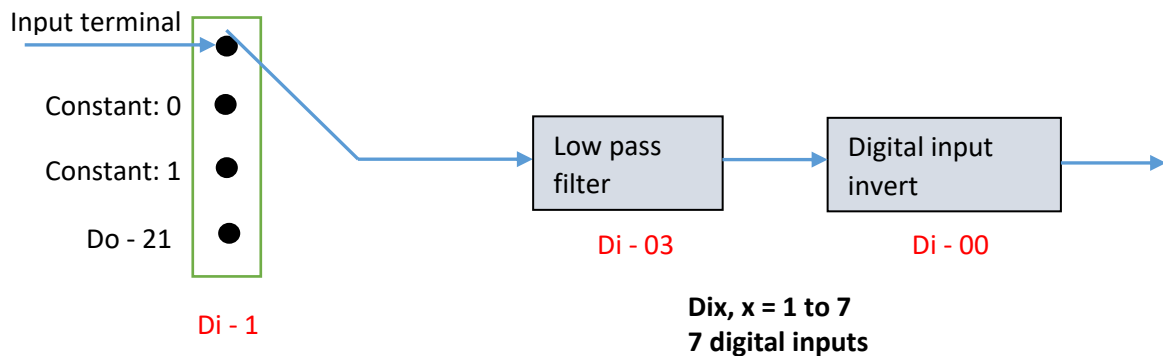 Input terminal
Constant: 0
Constant: 1
Do - 21
Di - 1
Low pass
filter
Di - 03
Digital input
invert
Di - 00
Dix, x = 1 to 7
7 digital inputs